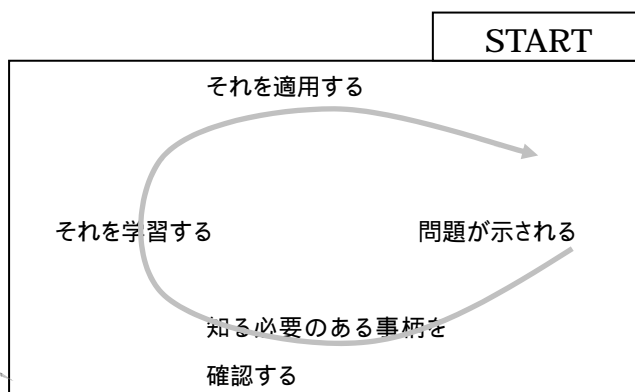 START
それを適用する
それを学習する
問題が示される
知る必要のある事柄を
確認する